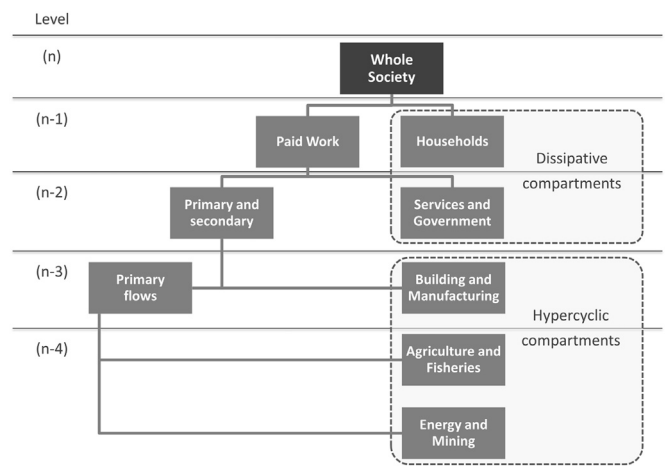 Level
(n)
Whole
Society
(n-1)
Paid Work
Households
Dissipative
compartments
(n-2)
Primary and
secondary
Services and
Government
(n-3)
Primary
flows
Building and
Manufacturing
Hypercyclic
compartments
(n-4)
Agriculture and
Fisheries
Energy and
Mining